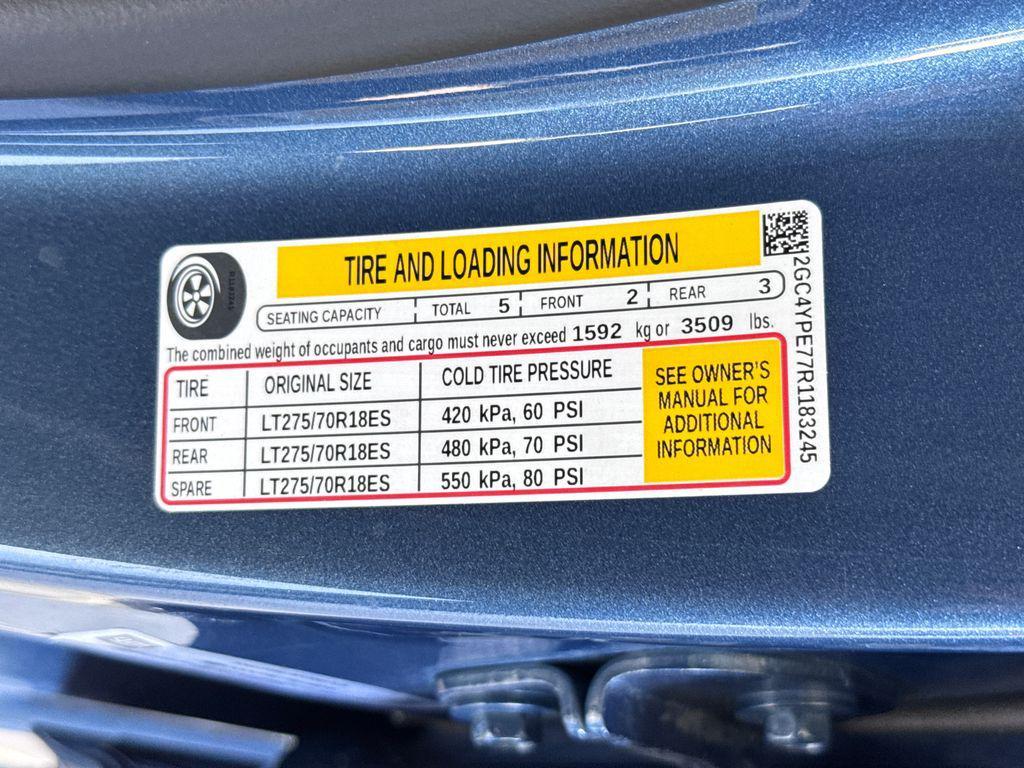 TIRE AND LOADING INFORMATION
SEATING CAPACITY TOTAL 5 FRONT 2 REAR 3
The combined weight of occupants and cargo must never exceed 1592 kg or 3509 lbs.
TIRE ORIGINAL SIZE COLD TIRE PRESSURE
FRONT LT275/70R18ES 420 kPa, 60 PSI
REAR LT275/70R18ES 480 kPa, 70 PSI
SPARE LT275/70R18ES 550 kPa, 80 PSI
SEE OWNER'S
MANUAL FOR
ADDITIONAL
INFORMATION
2GC4YPE77R1183245
R1183245